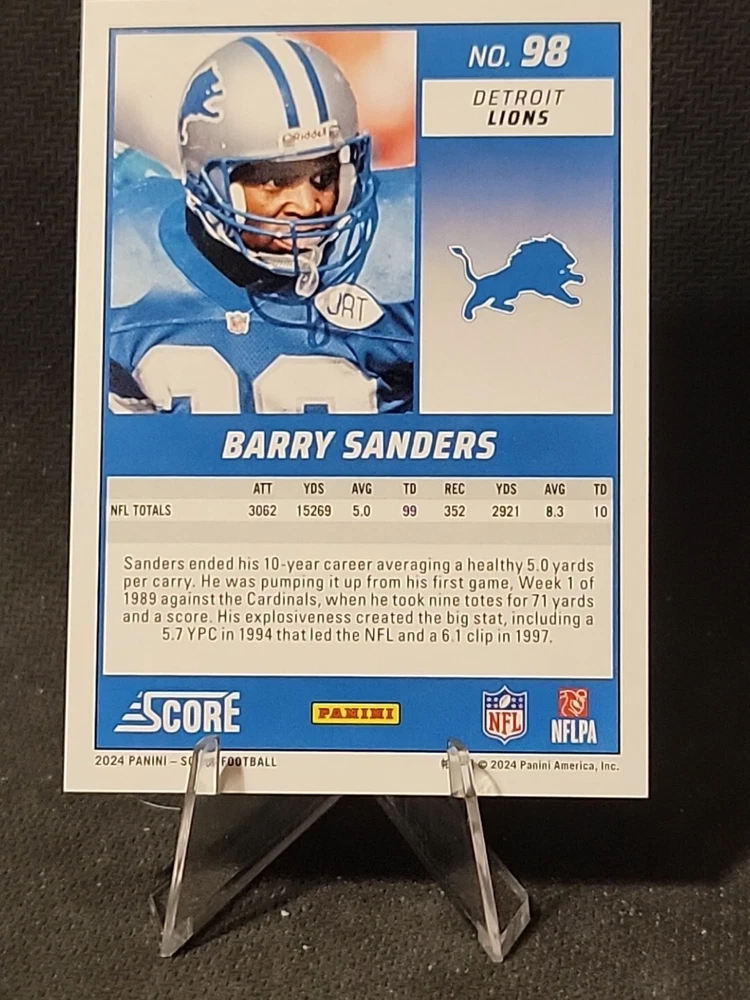 NO. 98
DETROIT
LIONS
Riddell
JRT
BARRY SANDERS
ATT YDS AVG TD REC YDS AVG TD
NFL TOTALS 3062 15269 5.0 99 352 2921 8.3 10
Sanders ended his 10-year career averaging a healthy 5.0 yards
per carry. He was pumping it up from his first game, Week 1 of
1989 against the Cardinals, when he took nine totes for 71 yards
and a score. His explosiveness created the big stat, including a
5.7 YPC in 1994 that led the NFL and a 6.1 clip in 1997.
SCORE
PANINI
NFL
NFLPA
2024 PANINI – FOOTBALL
© 2024 Panini America, Inc.